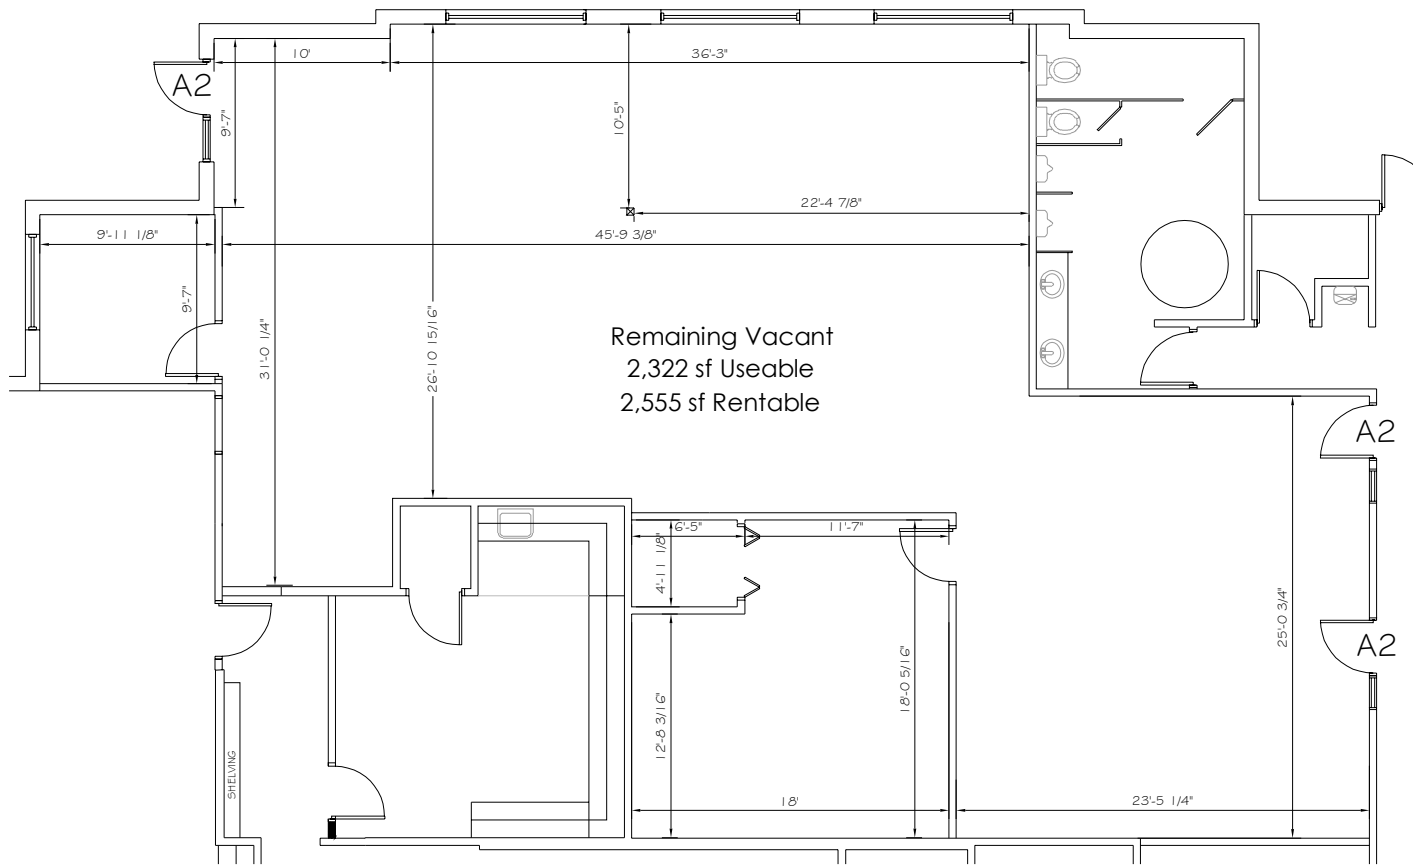 10'
36'-3"
A2
9'-7"
10'-5"
22'-4 7/8"
9'-11 1/8"
45'-9 3/8"
9'-7"
31'-0 1/4"
26'-10 15/16"
Remaining Vacant
2,322 sf Useable
2,555 sf Rentable
A2
6'-5"
11'-7"
4'-11 1/8"
25'-0 3/4"
A2
18'-0 5/16"
12'-8 3/16"
SHELVING
18'
23'-5 1/4"